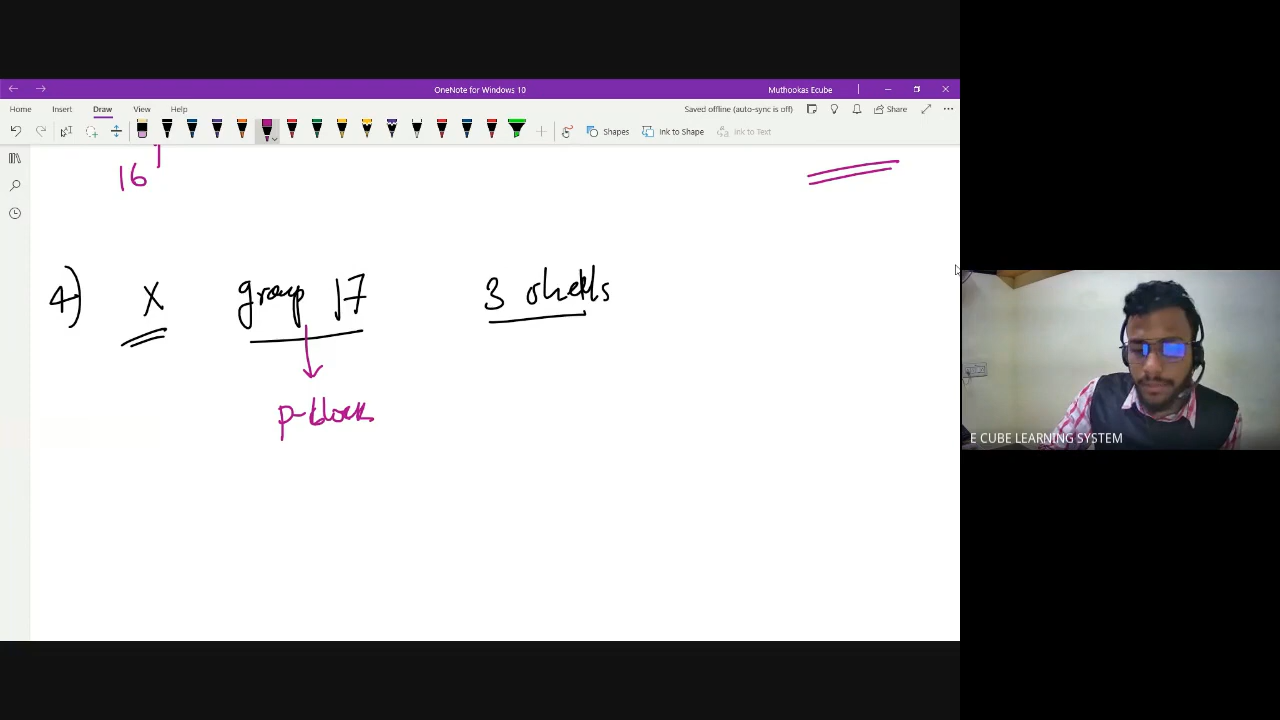 OneNote for Windows 10
Muthookas Ecube
Home Insert Draw View Help
Saved offline (auto-sync is off)
Share
Shapes
Ink to Shape
Ink to Text
16
4) X group 17 3 shells
p-block
E CUBE LEARNING SYSTEM